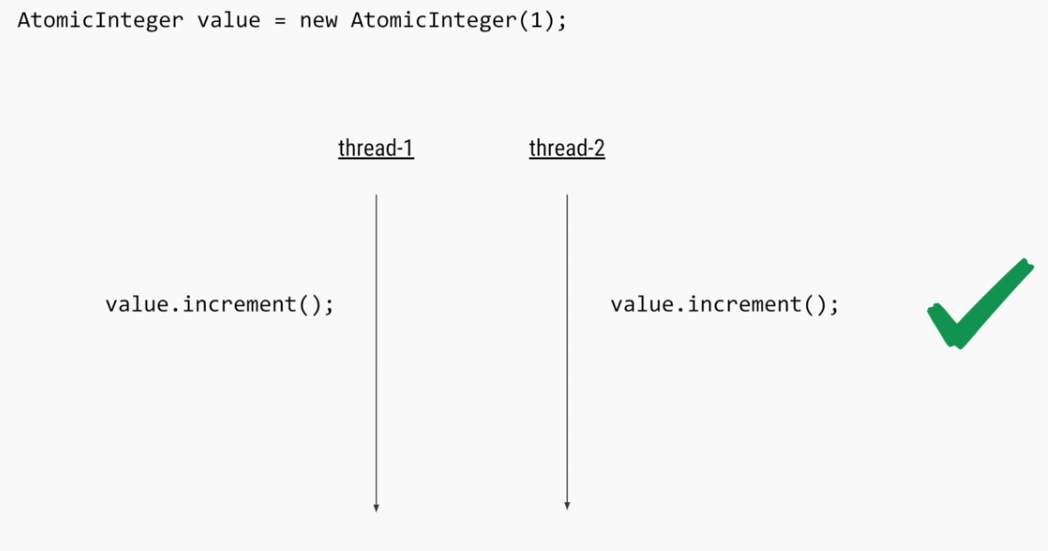 AtomicInteger value = new AtomicInteger(1);
thread-1 thread-2
value.increment(); value.increment();